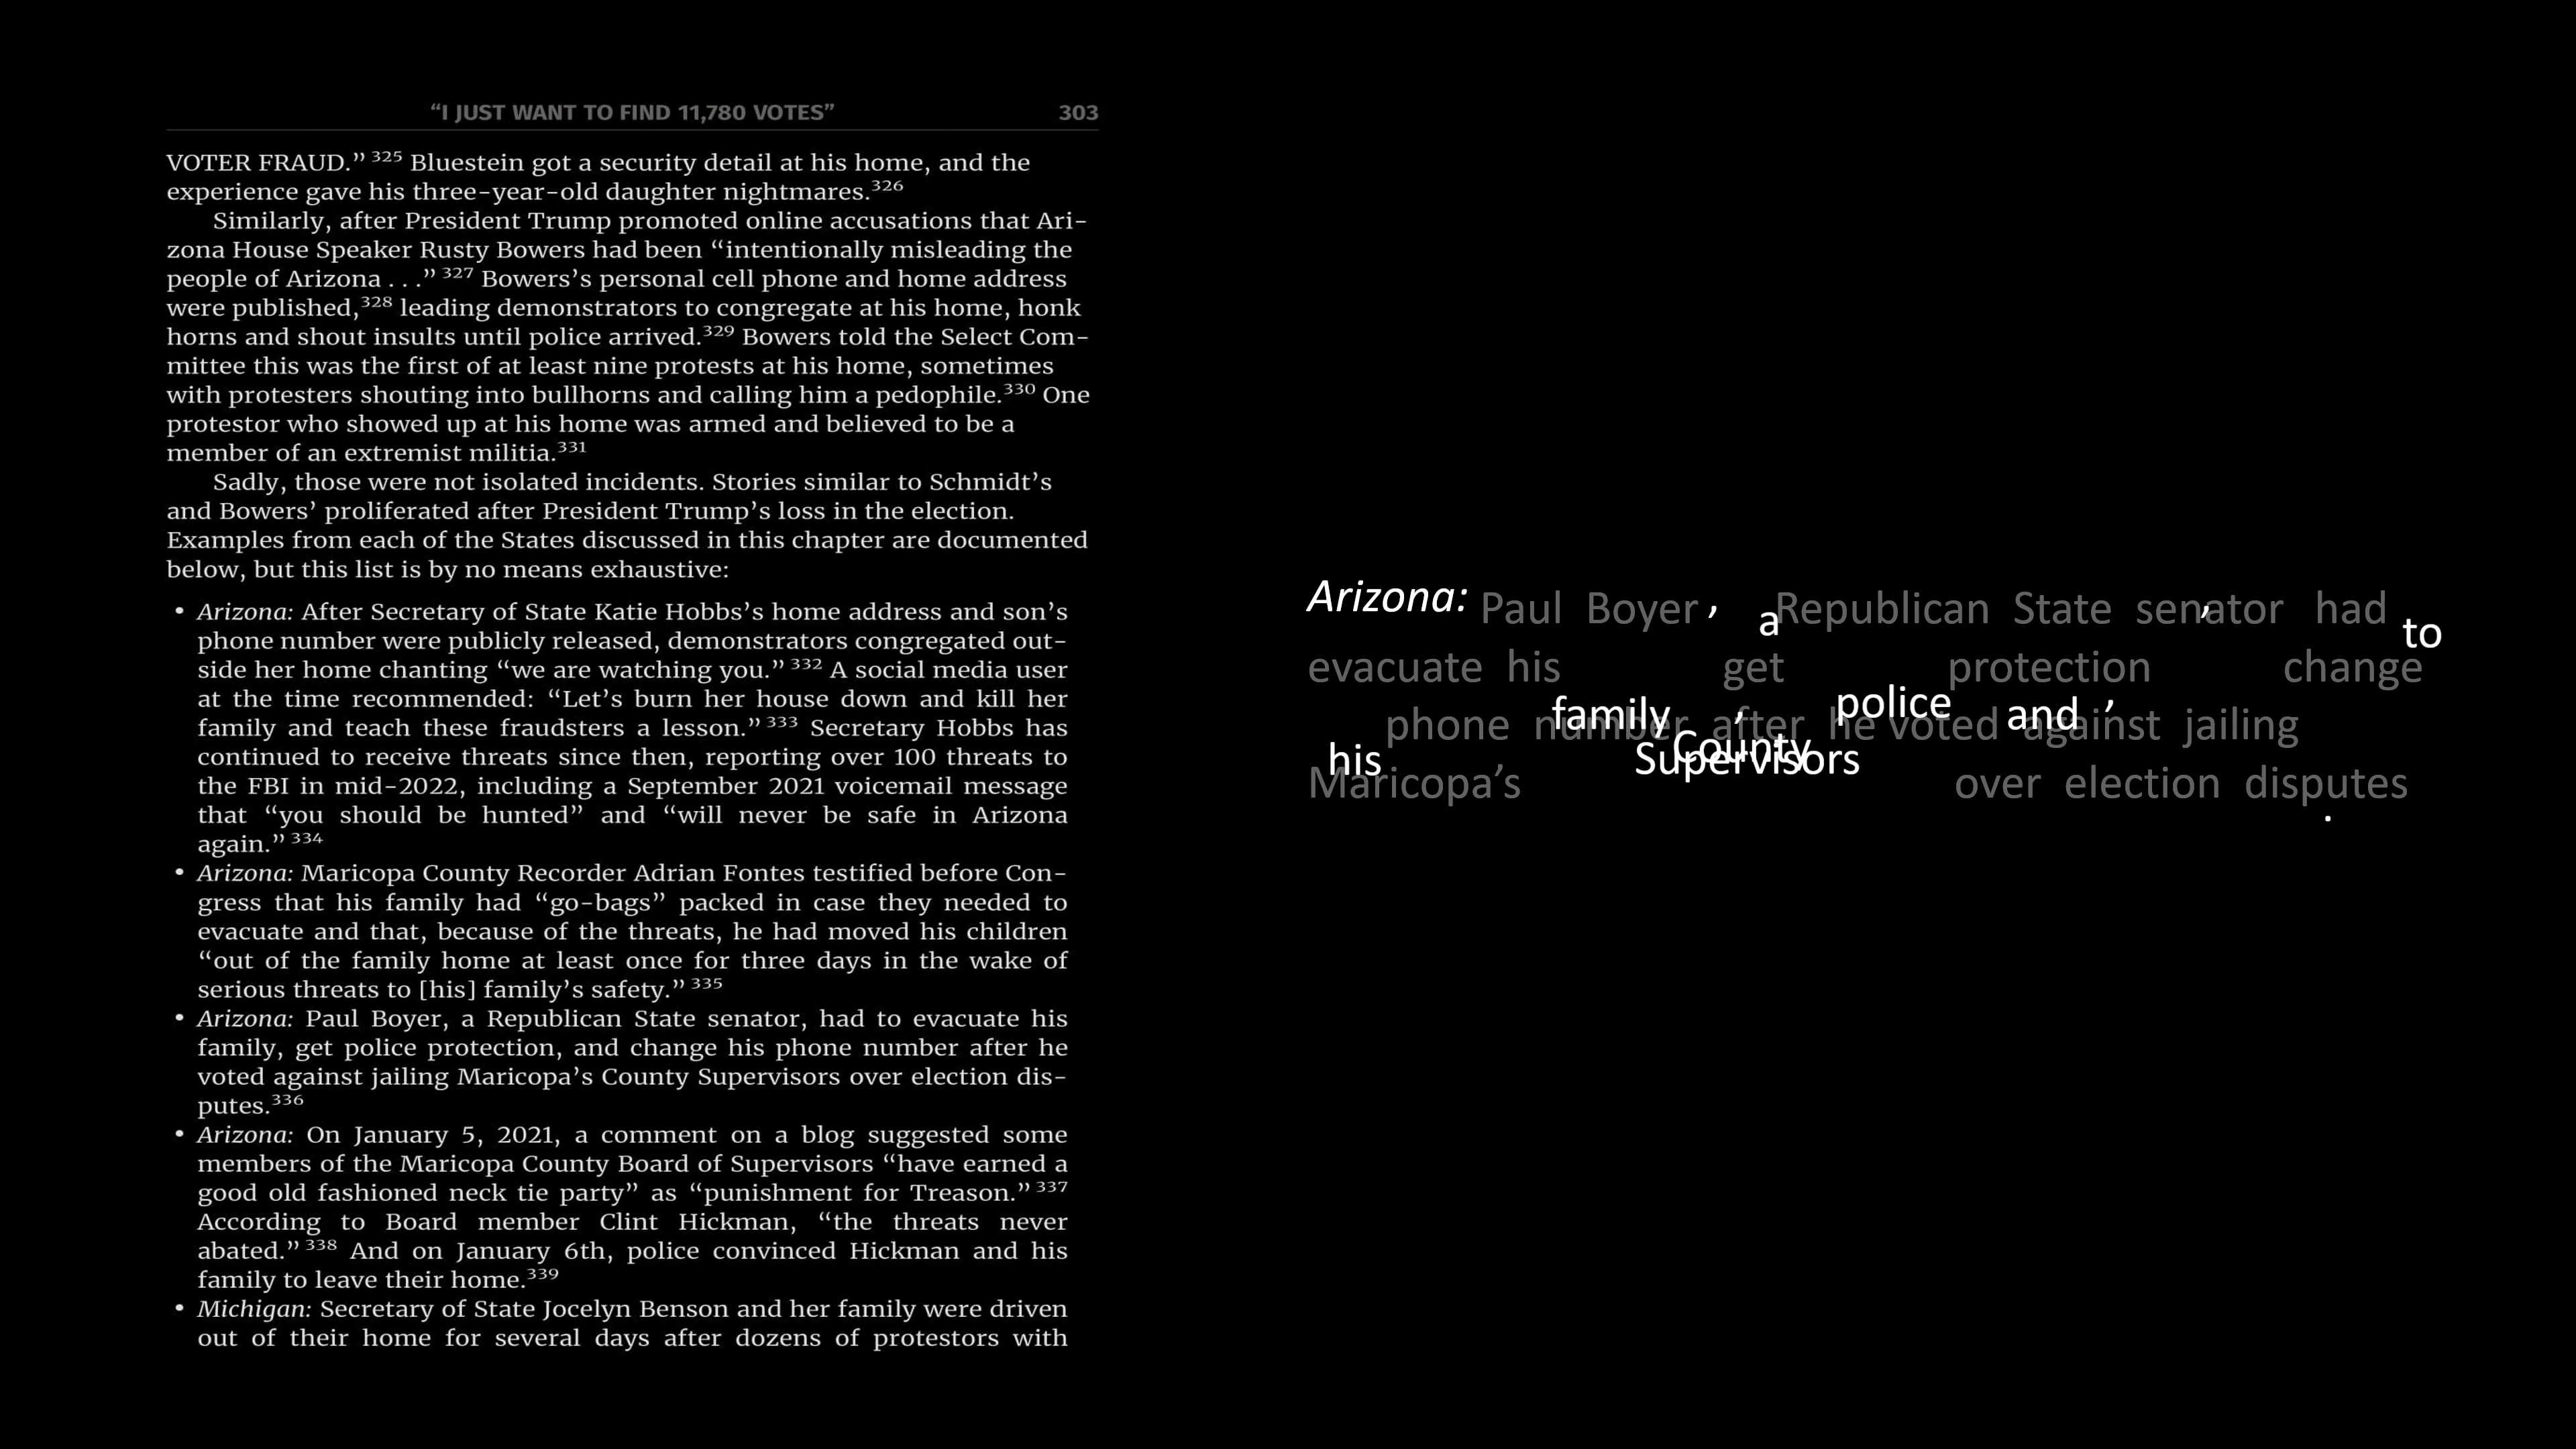 “I JUST WANT TO FIND 11,780 VOTES” 303
VOTER FRAUD.” 325 Bluestein got a security detail at his home, and the
experience gave his three-year-old daughter nightmares.326
Similarly, after President Trump promoted online accusations that Ari-
zona House Speaker Rusty Bowers had been “intentionally misleading the
people of Arizona . . .” 327 Bowers’s personal cell phone and home address
were published,328 leading demonstrators to congregate at his home, honk
horns and shout insults until police arrived.329 Bowers told the Select Com-
mittee this was the first of at least nine protests at his home, sometimes
with protesters shouting into bullhorns and calling him a pedophile.330 One
protestor who showed up at his home was armed and believed to be a
member of an extremist militia.331
Sadly, those were not isolated incidents. Stories similar to Schmidt’s
and Bowers’ proliferated after President Trump’s loss in the election.
Examples from each of the States discussed in this chapter are documented
below, but this list is by no means exhaustive:
• Arizona: After Secretary of State Katie Hobbs’s home address and son’s
phone number were publicly released, demonstrators congregated out-
side her home chanting “we are watching you.” 332 A social media user
at the time recommended: “Let’s burn her house down and kill her
family and teach these fraudsters a lesson.” 333 Secretary Hobbs has
continued to receive threats since then, reporting over 100 threats to
the FBI in mid-2022, including a September 2021 voicemail message
that “you should be hunted” and “will never be safe in Arizona
again.” 334
• Arizona: Maricopa County Recorder Adrian Fontes testified before Con-
gress that his family had “go-bags” packed in case they needed to
evacuate and that, because of the threats, he had moved his children
“out of the family home at least once for three days in the wake of
serious threats to [his] family’s safety.” 335
• Arizona: Paul Boyer, a Republican State senator, had to evacuate his
family, get police protection, and change his phone number after he
voted against jailing Maricopa’s County Supervisors over election dis-
putes.336
• Arizona: On January 5, 2021, a comment on a blog suggested some
members of the Maricopa County Board of Supervisors “have earned a
good old fashioned neck tie party” as “punishment for Treason.” 337
According to Board member Clint Hickman, “the threats never
abated.” 338 And on January 6th, police convinced Hickman and his
family to leave their home.339
• Michigan: Secretary of State Jocelyn Benson and her family were driven
out of their home for several days after dozens of protestors with
Arizona: Paul Boyer , a Republican State senator , had to
evacuate his get protection change
family , police and ,
phone number after he voted against jailing
his County Supervisors
Maricopa’s over election disputes
.